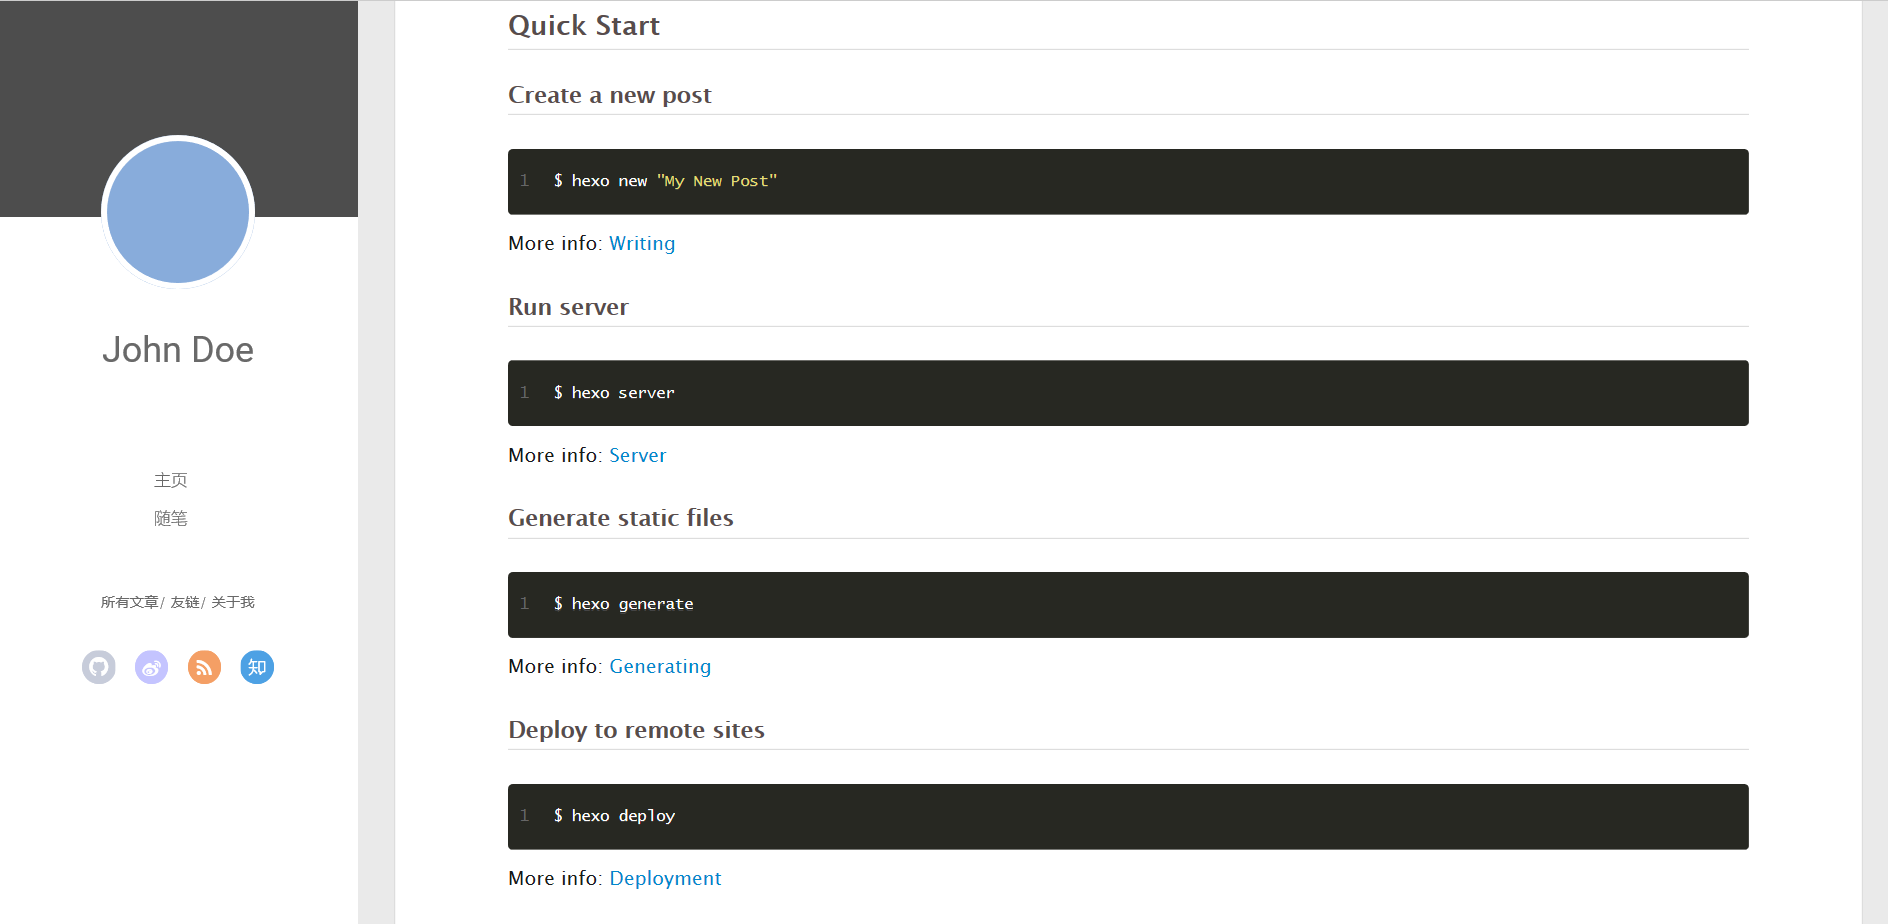 John Doe
主页
随笔
所有文章/ 友链/ 关于我
知
Quick Start
Create a new post
1 $ hexo new "My New Post"
More info: Writing
Run server
1 $ hexo server
More info: Server
Generate static files
1 $ hexo generate
More info: Generating
Deploy to remote sites
1 $ hexo deploy
More info: Deployment